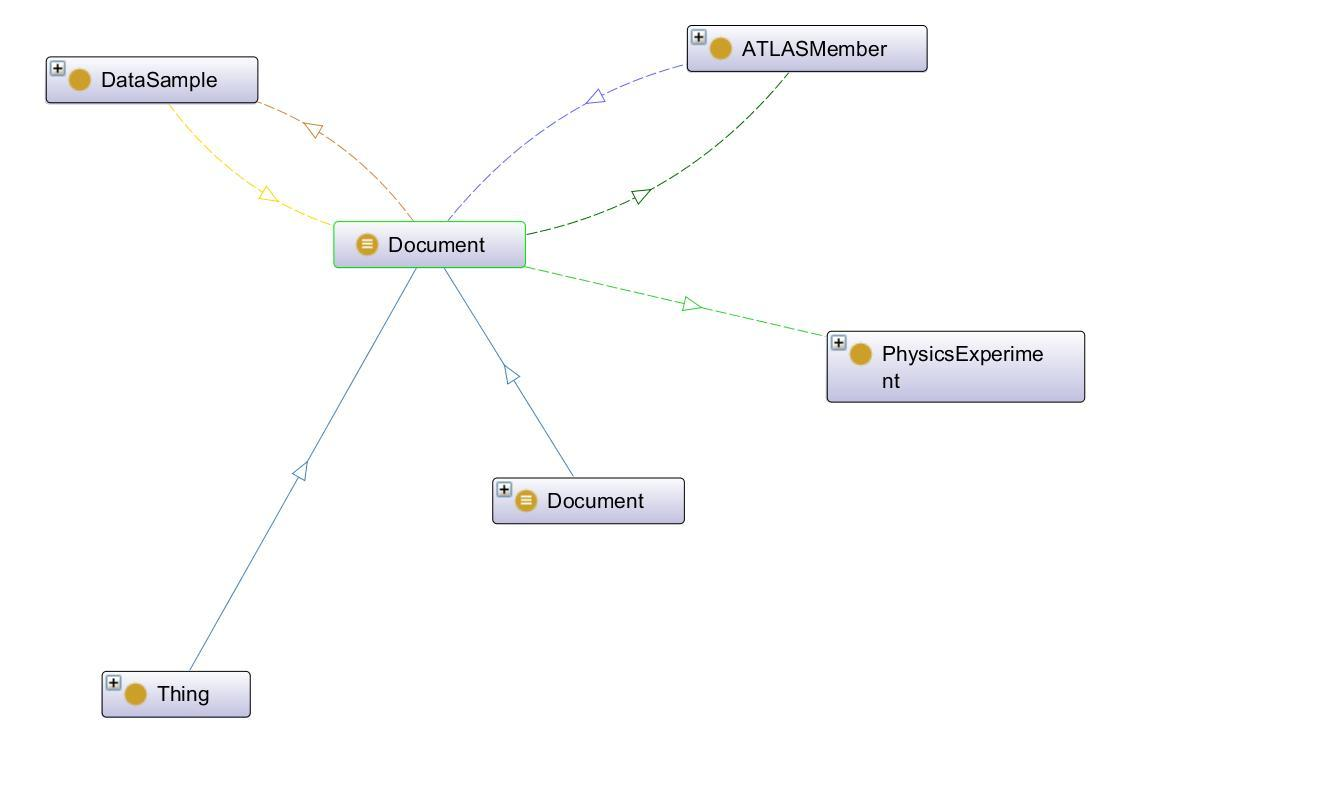 ATLASMember
DataSample
Document
PhysicsExperime
nt
Document
Thing